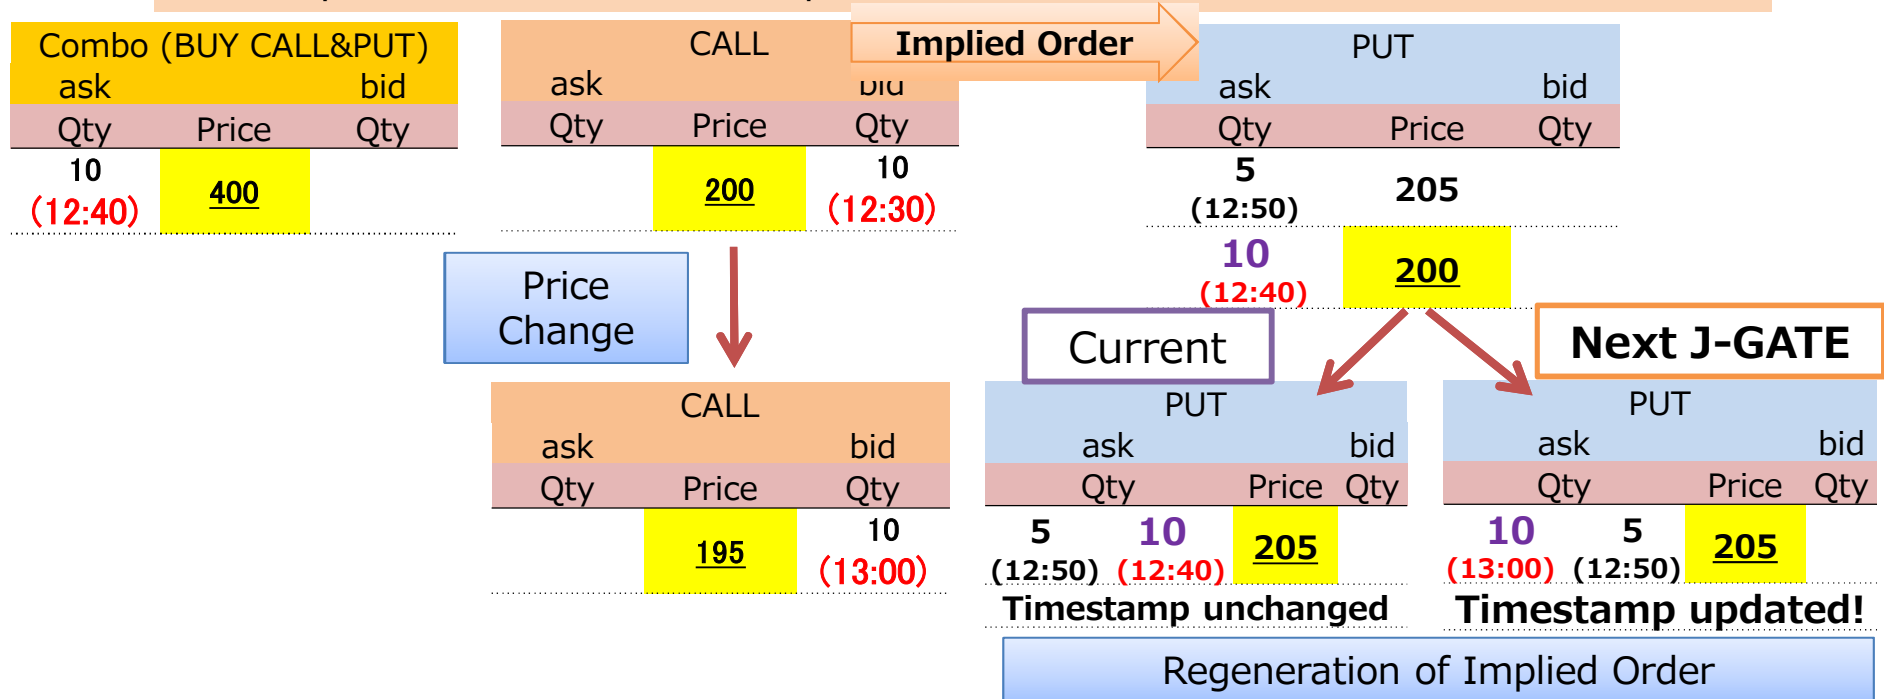 Combo (BUY CALL&PUT)
ask bid
Qty Price Qty
10
(12:40) 400
CALL
ask bid
Qty Price Qty
200 10
(12:30)
Implied Order
PUT
ask bid
Qty Price Qty
5
(12:50) 205
10
(12:40) 200
Price
Change
Current
Next J-GATE
CALL
ask bid
Qty Price Qty
195 10
(13:00)
PUT
ask bid
Qty Price Qty
5 10 205
(12:50) (12:40)
Timestamp unchanged
PUT
ask bid
Qty Price Qty
10 5 205
(13:00) (12:50)
Timestamp updated!
Regeneration of Implied Order